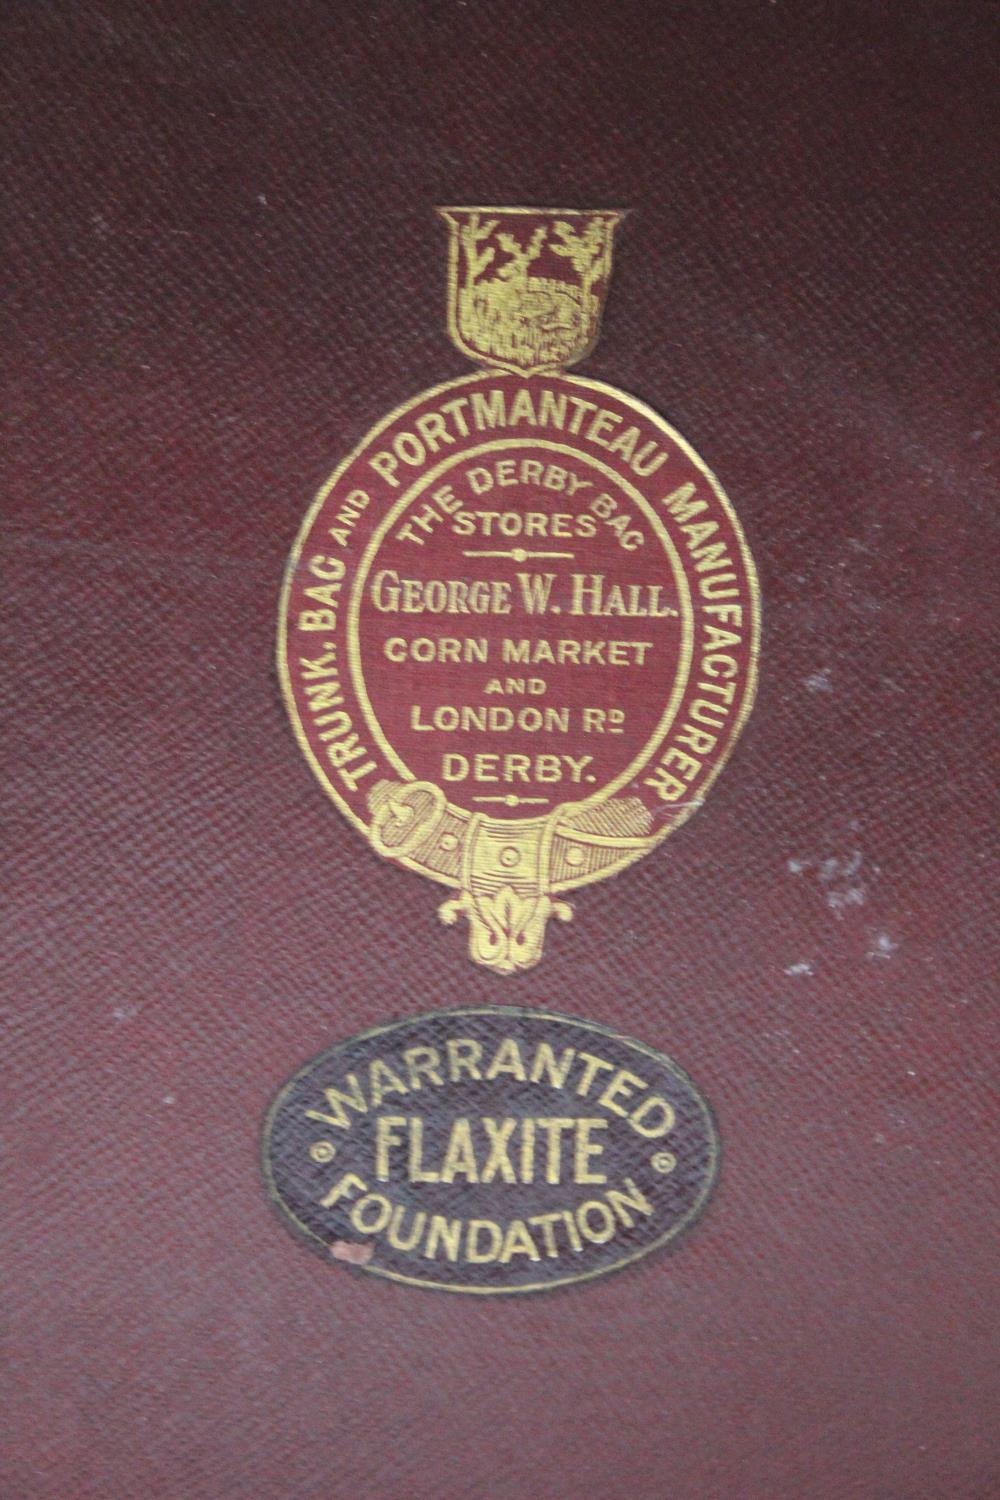 TRUNK. BAG AND PORTMANTEAU MANUFACTURER
THE DERBY BAG
STORES
GEORGE W. HALL.
CORN MARKET
AND
LONDON RD
DERBY.
WARRANTED
FLAXITE
FOUNDATION